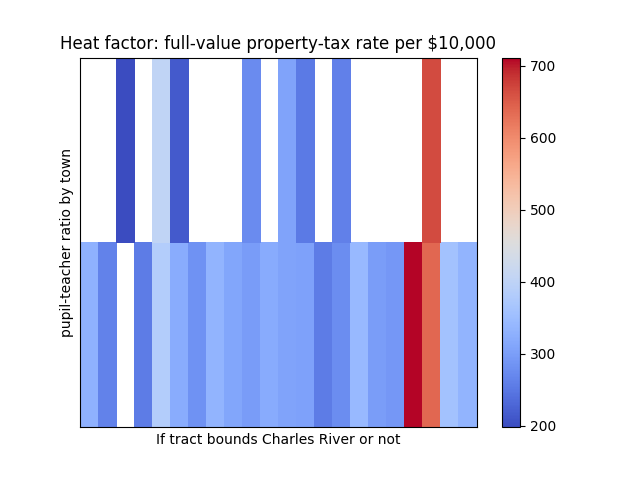 Heat factor: full-value property-tax rate per $10,000
pupil-teacher ratio by town
If tract bounds Charles River or not
700
600
500
400
300
200